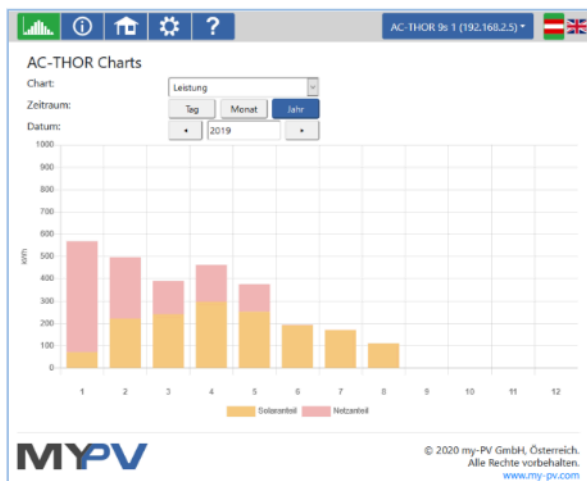 ?
AC-THOR 9s 1 (192.168.2.5)
AC-THOR Charts
Chart:
Leistung
Zeitraum:
Tag Monat Jahr
Datum:
2019
1000
900
800
700
600
500
400
300
200
100
0
kWh
1 2 3 4 5 6 7 8 9 10 11 12
Solaranteil Netzanteil
MYPV
© 2020 my-PV GmbH, Österreich.
Alle Rechte vorbehalten.
www.my-pv.com